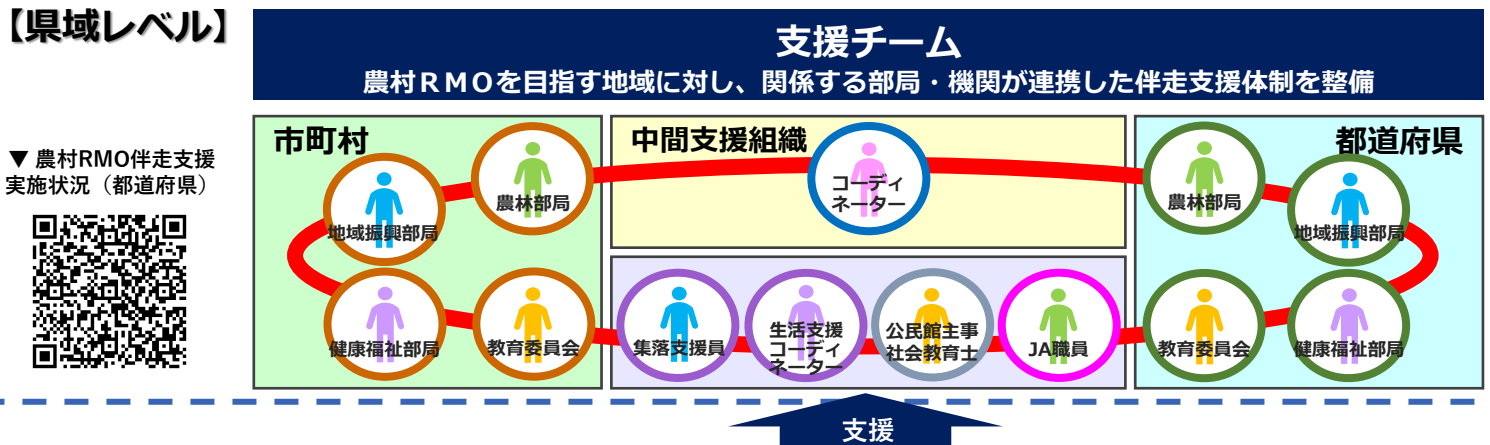 【県域レベル】
支援チーム
農村RMOを目指す地域に対し、関係する部局・機関が連携した伴走支援体制を整備
▼ 農村RMO伴走支援
実施状況（都道府県）
市町村
地域振興部局
農林部局
健康福祉部局
教育委員会
中間支援組織
コーディ
ネーター
集落支援員
生活支援
コーディ
ネーター
公民館主事
社会教育士
JA職員
都道府県
農林部局
地域振興部局
教育委員会
健康福祉部局
支援